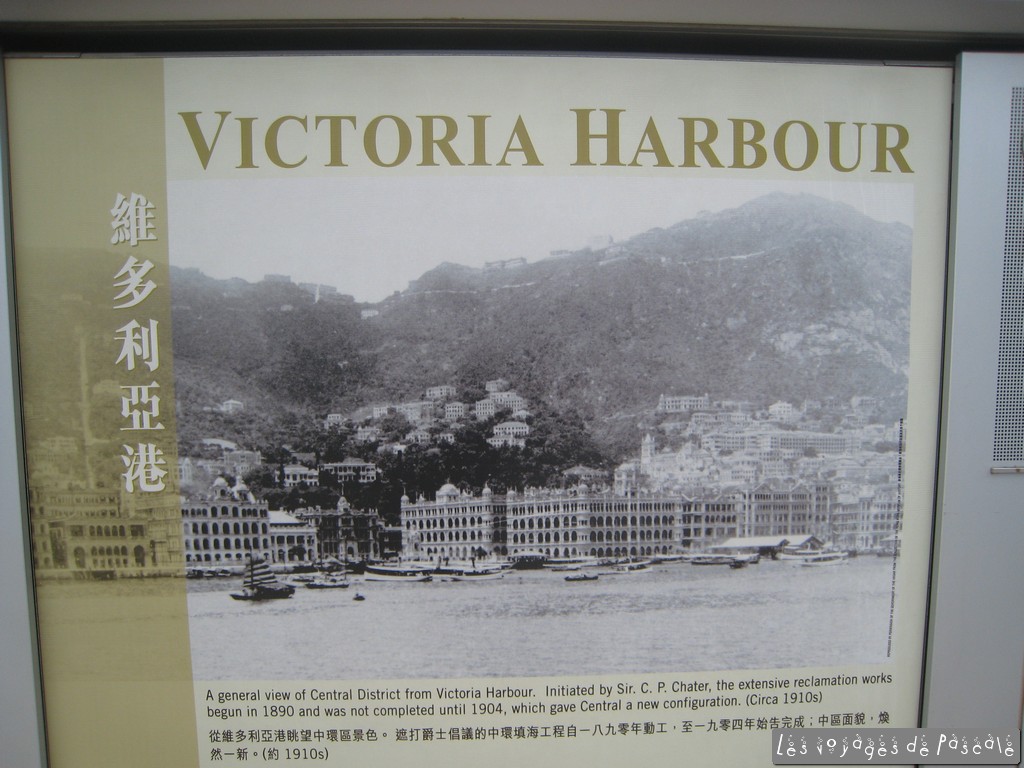 VICTORIA HARBOUR
維多利亞港
A general view of Central District from Victoria Harbour. Initiated by Sir. C. P. Chater, the extensive reclamation works
begun in 1890 and was not completed until 1904, which gave Central a new configuration. (Circa 1910s)
從維多利亞港眺望中環區景色。遮打爵士倡議的中環填海工程自一八九零年動工，至一九零四年始告完成；中區面貌，煥
然一新。(約 1910s)
Les voyages de Pascale